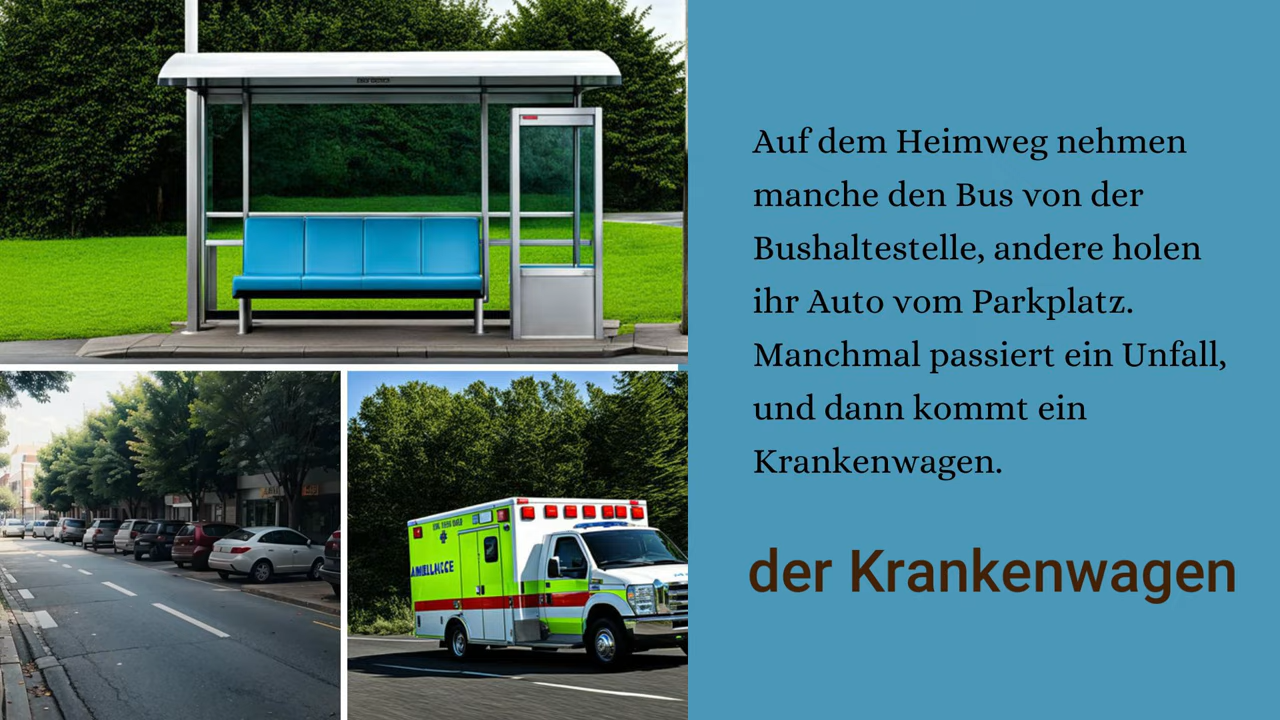 Auf dem Heimweg nehmen
manche den Bus von der
Bushaltestelle, andere holen
ihr Auto vom Parkplatz.
Manchmal passiert ein Unfall,
und dann kommt ein
Krankenwagen.
der Krankenwagen